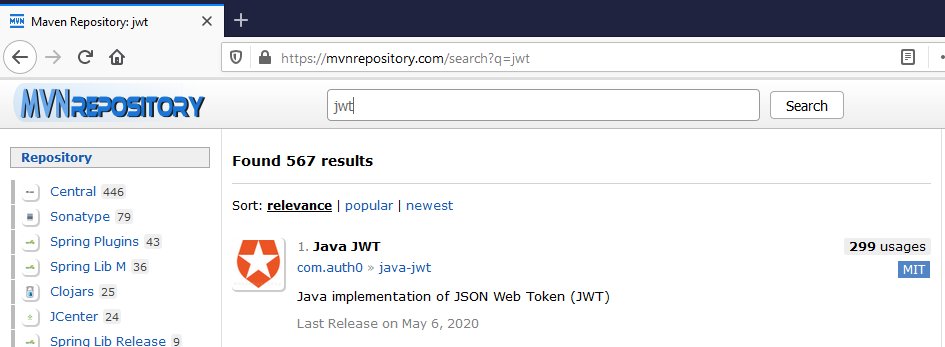 Maven Repository: jwt
https://mvnrepository.com/search?q=jwt
MVNREPOSITORY
jwt
Search
Repository
Central 446
Sonatype 79
Spring Plugins 43
Spring Lib M 36
Clojars 25
JCenter 24
Spring Lib Release 9
Found 567 results
Sort: relevance | popular | newest
1. Java JWT
299 usages
com.auth0 » java-jwt
MIT
Java implementation of JSON Web Token (JWT)
Last Release on May 6, 2020